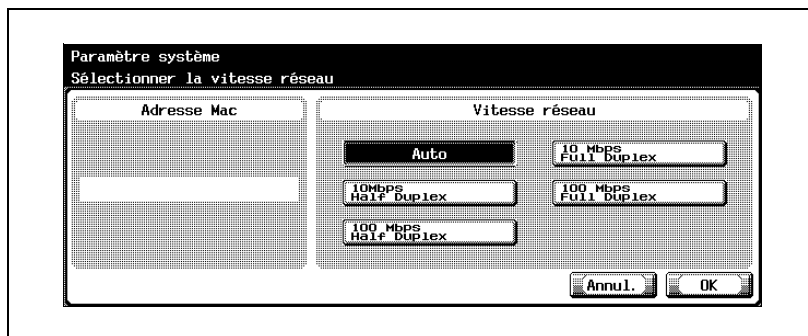 Paramètre système
Sélectionner la vitesse réseau
Adresse Mac
Vitesse réseau
Auto
10 Mbps
Full Duplex
10Mbps
Half Duplex
100 Mbps
Full Duplex
100 Mbps
Half Duplex
Annul.
OK